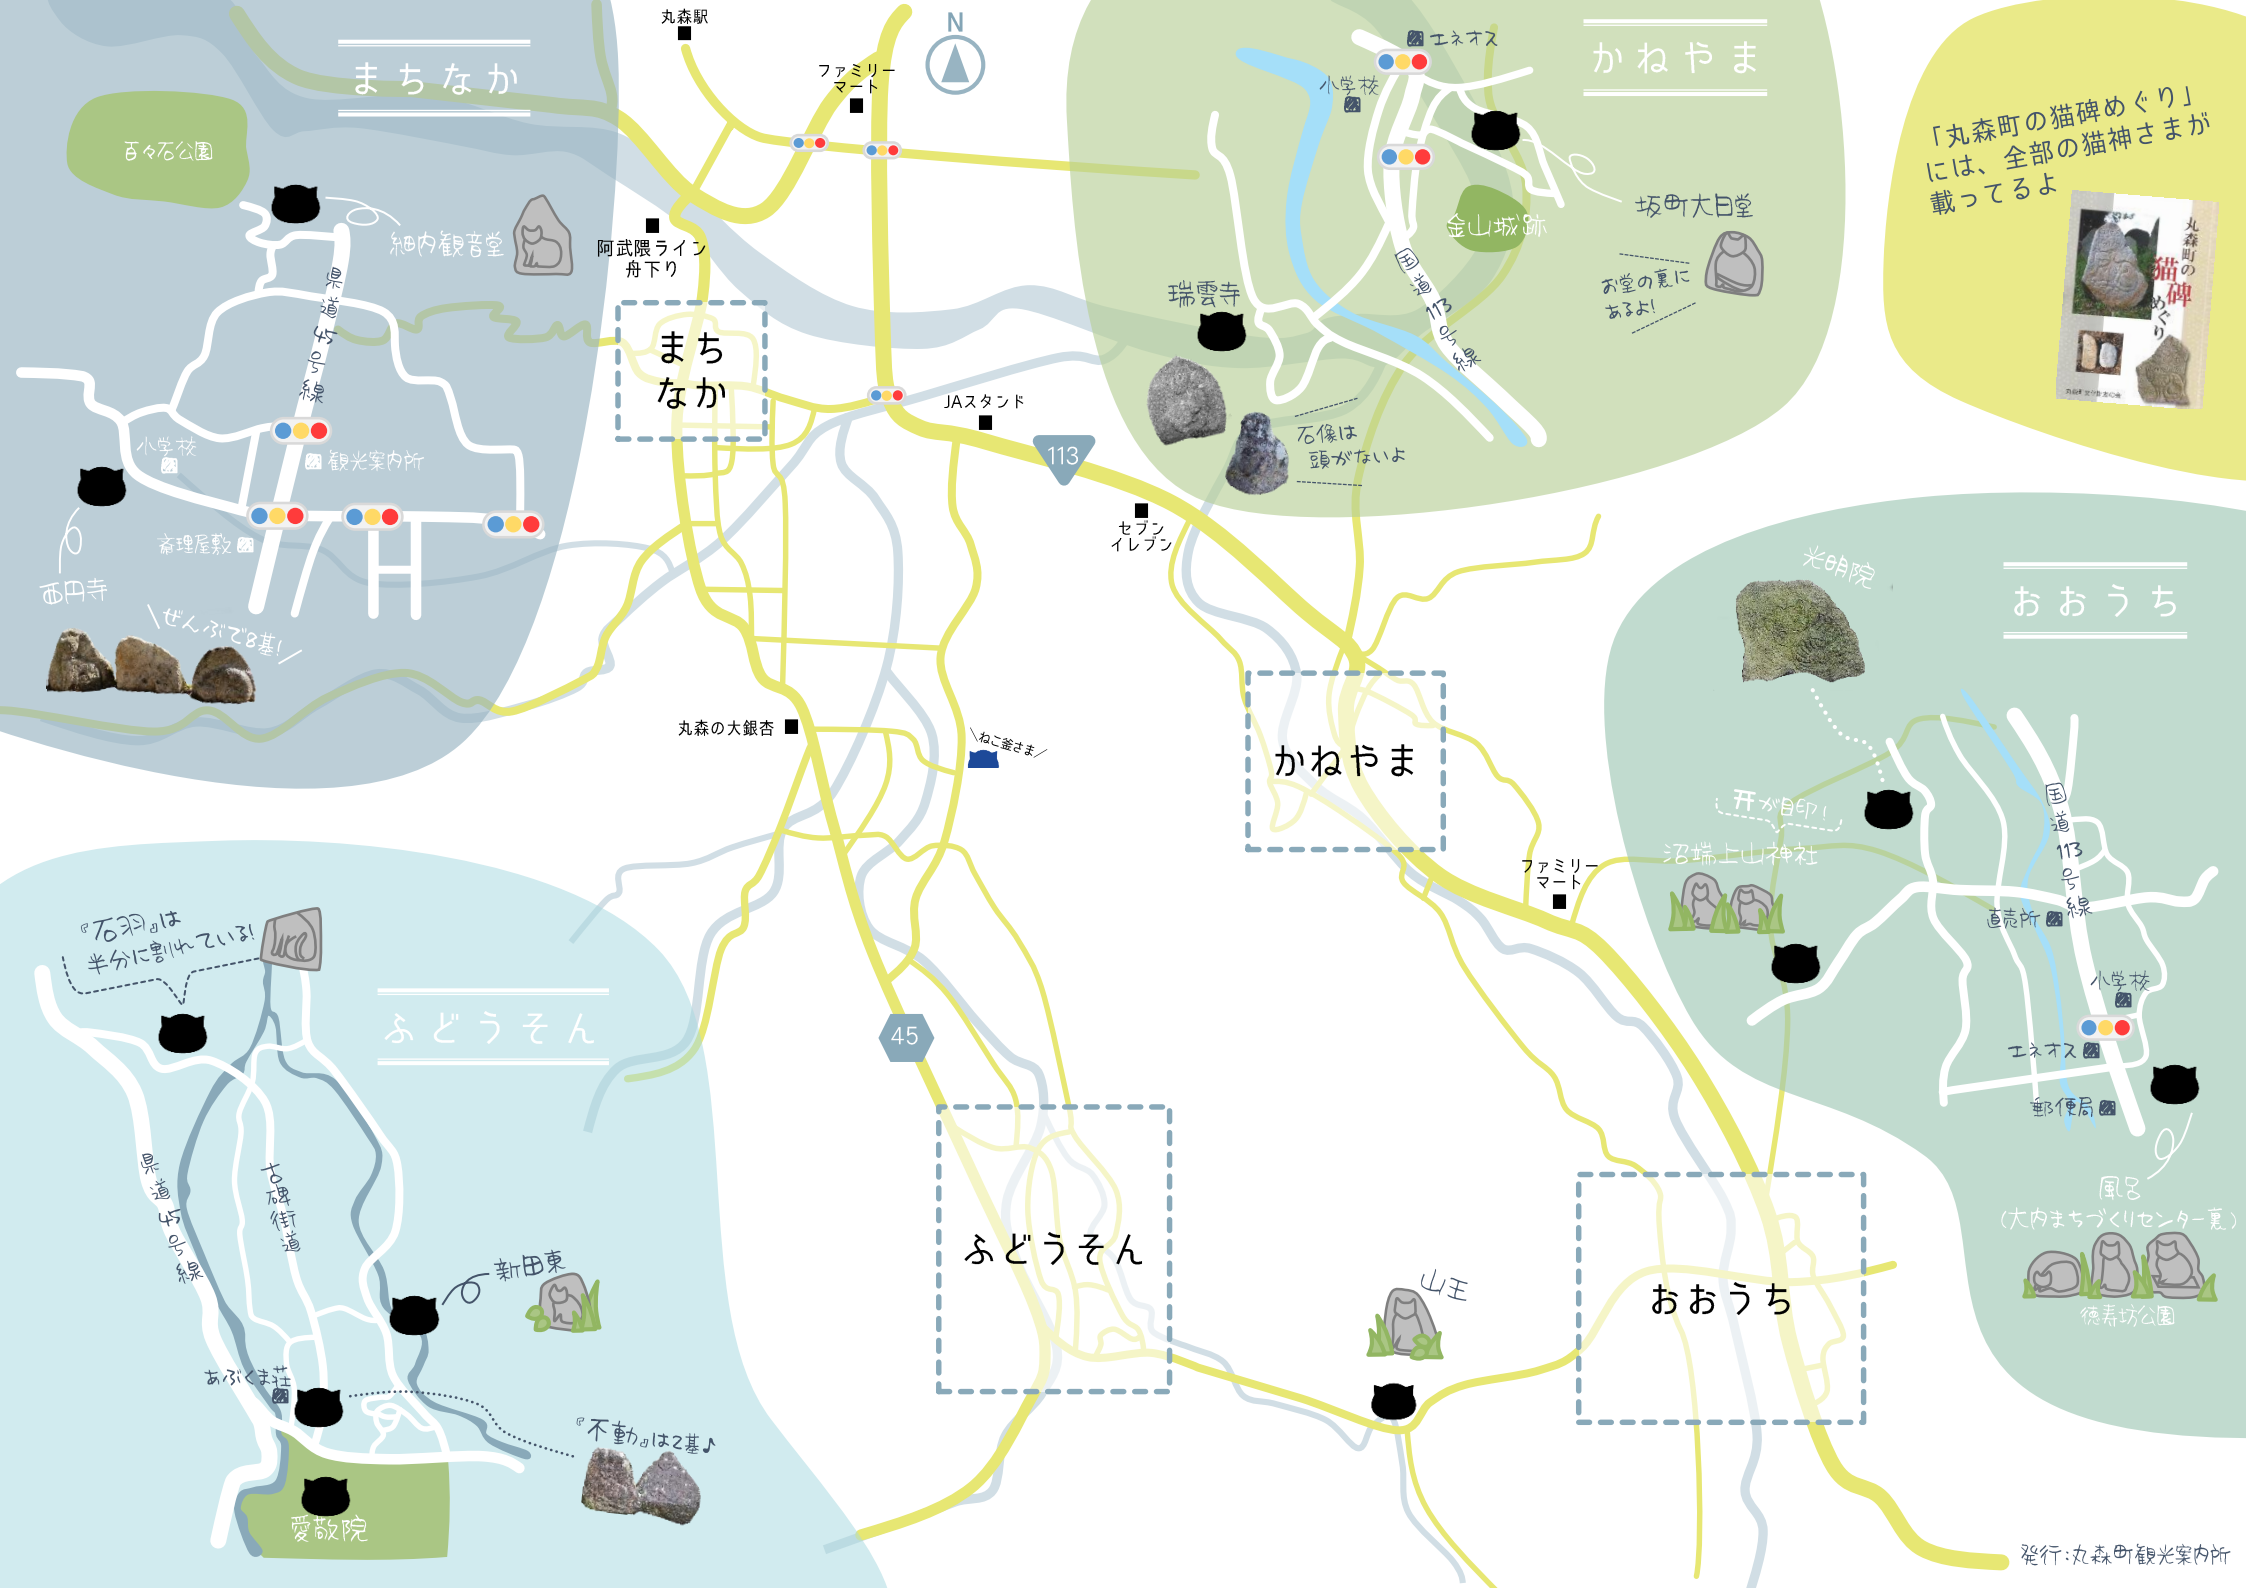 まちなか
百々石公園
細内観音堂
県道45号線
小学校
観光案内所
斎理屋敷
西円寺
\ぜんぶで8基!/
丸森駅
ファミリー
マート
N
阿武隈ライン
舟下り
まち
なか
JAスタンド
113
セブン
イレブン
丸森の大銀杏
\ねこ釜さま/
かねやま
エネオス
小学校
坂町大日堂
金山城跡
お堂の裏に
あるよ!
国道113号線
瑞雲寺
石像は
頭がないよ
「丸森町の猫碑めぐり」
には、全部の猫神さまが
載ってるよ
丸森町の
猫碑
めぐり
かねやま
ファミリー
マート
おおうち
光明院
⛩が目印!
沼端上山神社
国道113号線
直売所
小学校
エネオス
郵便局
風呂
(大内まちづくりセンター裏)
徳寿坊公園
ふどうそん
『石羽』は
半分に割れている!
県道45号線
古碑街道
新田東
あぶくま荘
『不動』は2基♪
愛敬院
45
ふどうそん
山王
おおうち
発行:丸森町観光案内所